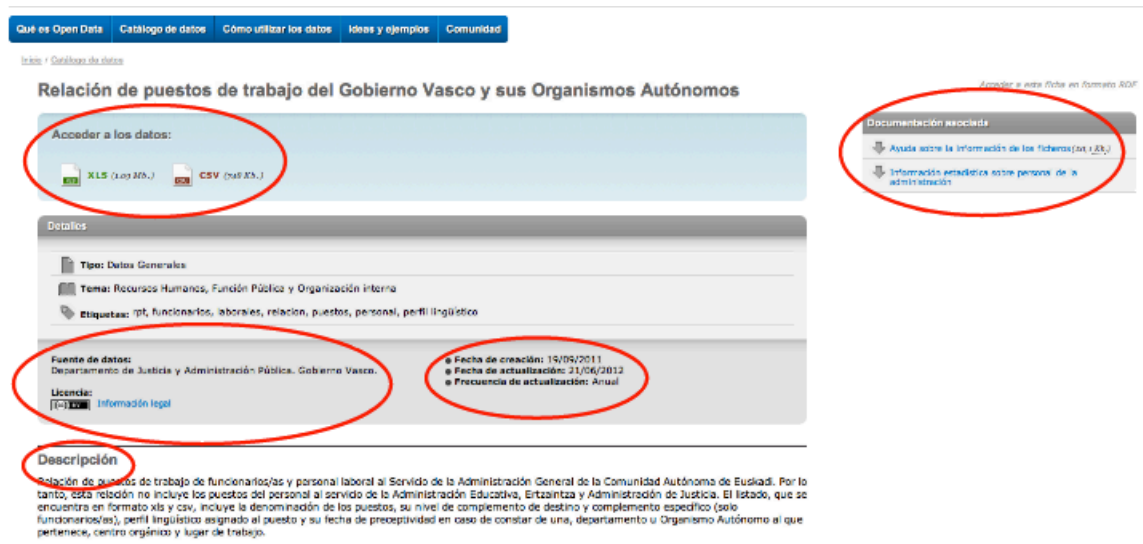 Qué es Open Data Catálogo de datos Cómo utilizar los datos Ideas y ejemplos Comunidad
Inicio / Catálogo de datos
Relación de puestos de trabajo del Gobierno Vasco y sus Organismos Autónomos
Acceder a esta ficha en formato RDF
Acceder a los datos:
XLS (1.09 Mb.) CSV (718 Kb.)
Documentación asociada
Ayuda sobre la información de los ficheros (txt, 1 Kb.)
Información estadística sobre personal de la
administración
Detalles
Tipo: Datos Generales
Tema: Recursos Humanos, Función Pública y Organización interna
Etiquetas: rpt, funcionarios, laborales, relacion, puestos, personal, perfil lingüístico
Fuente de datos:
Departamento de Justicia y Administración Pública. Gobierno Vasco.
Licencia:
Información legal
Fecha de creación: 19/09/2011
Fecha de actualización: 21/06/2012
Frecuencia de actualización: Anual
Descripción
Relación de puestos de trabajo de funcionarios/as y personal laboral al Servicio de la Administración General de la Comunidad Autónoma de Euskadi. Por lo
tanto, esta relación no incluye los puestos del personal al servicio de la Administración Educativa, Ertzaintza y Administración de Justicia. El listado, que se
encuentra en formato xls y csv, incluye la denominación de los puestos, su nivel de complemento de destino y complemento específico (solo
funcionarios/as), perfil lingüístico asignado al puesto y su fecha de preceptividad en caso de constar de una, departamento u Organismo Autónomo al que
pertenece, centro orgánico y lugar de trabajo.